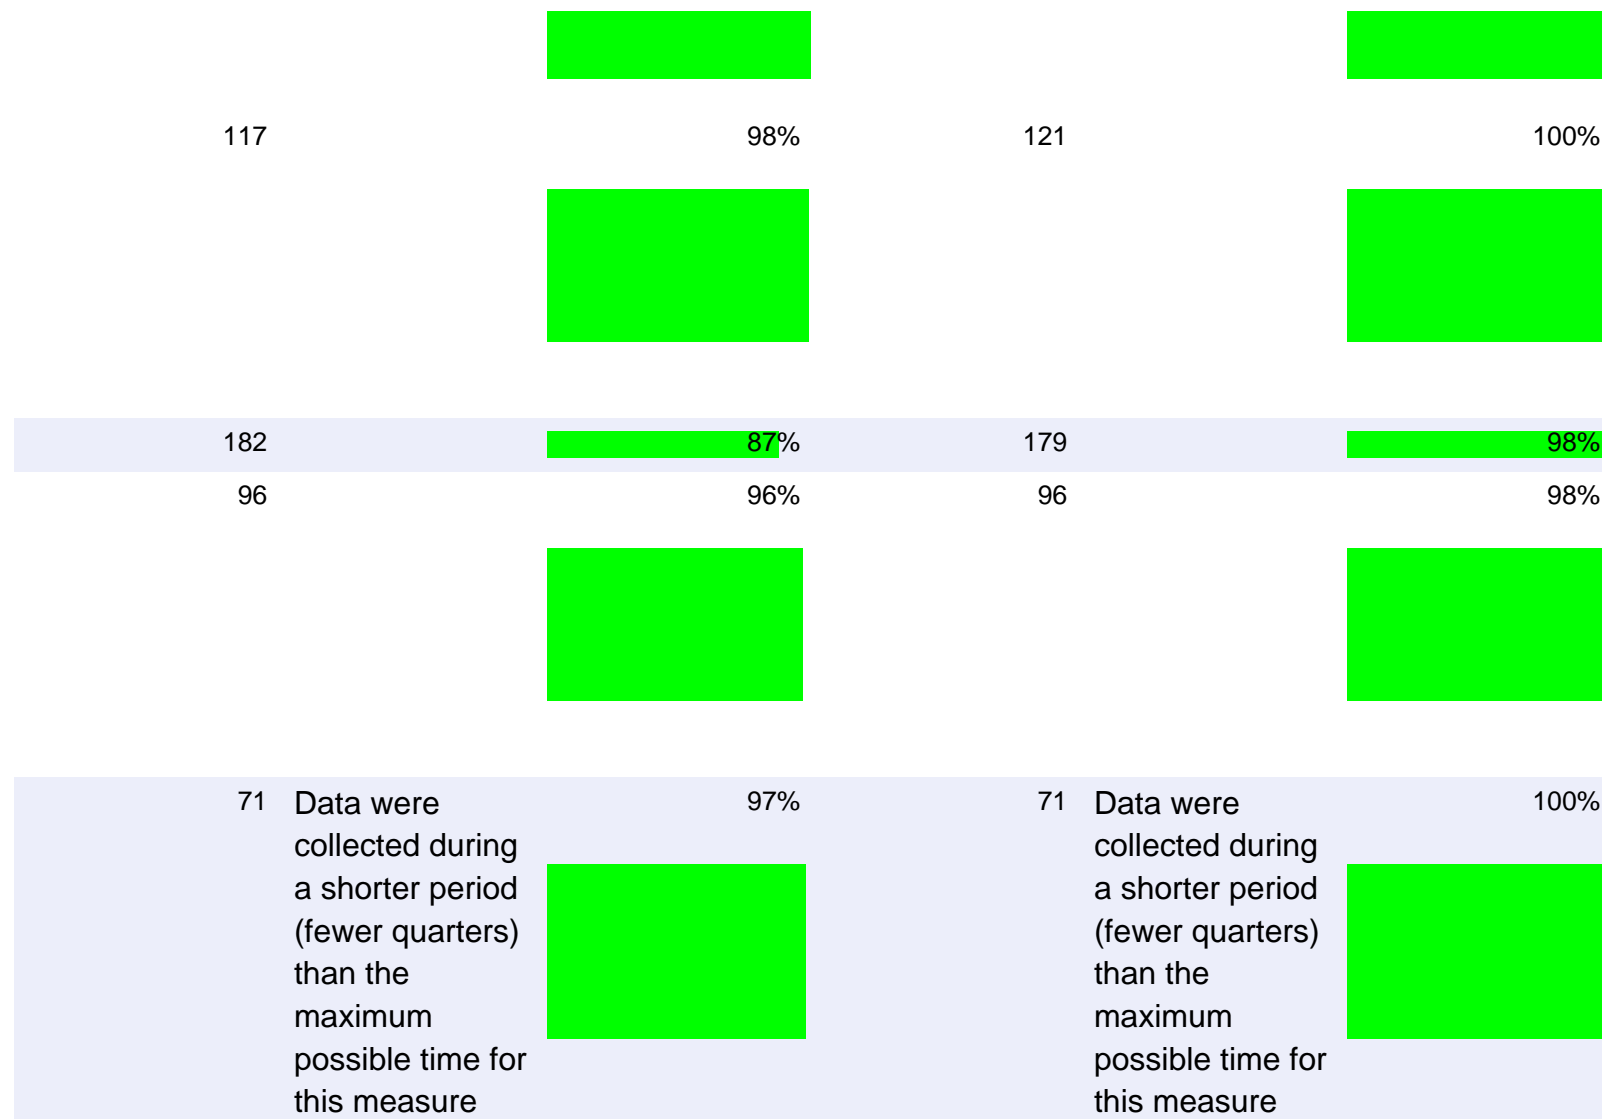 117 98% 121 100%
182 87% 179 98%
96 96% 96 98%
71 Data were 97% 71 Data were 100%
collected during collected during
a shorter period a shorter period
(fewer quarters) (fewer quarters)
than the than the
maximum maximum
possible time for possible time for
this measure this measure